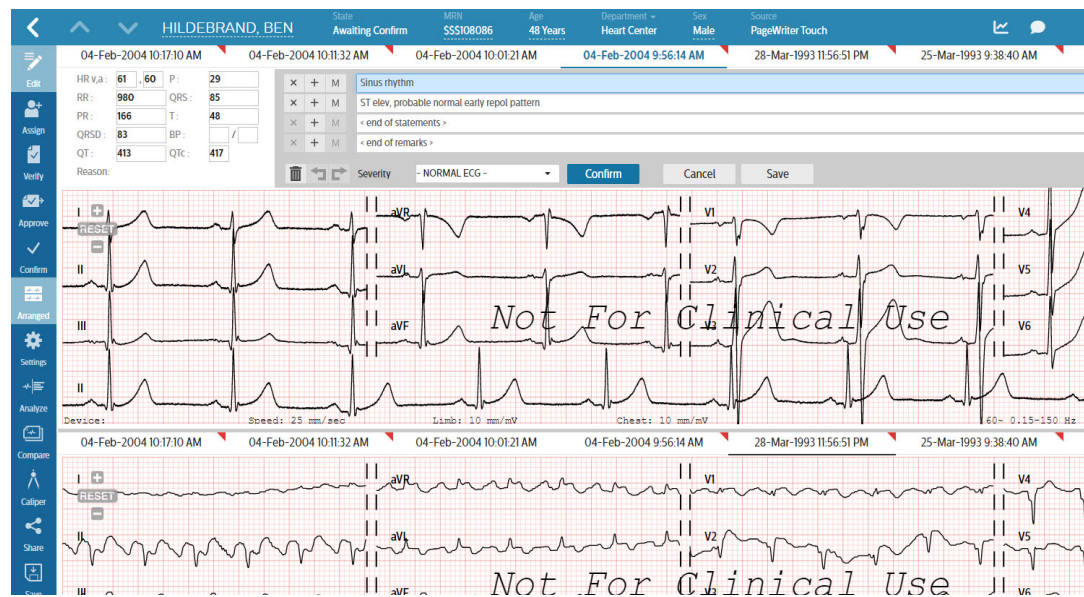 State MRN Age Department Sex Source
HILDEBRAND, BEN Awaiting Confirm SSS108086 48 Years Heart Center Male PageWriter Touch
04-Feb-2004 10:17:10 AM 04-Feb-2004 10:11:32 AM 04-Feb-2004 10:01:21 AM 04-Feb-2004 9:56:14 AM 28-Mar-1993 11:56:51 PM 25-Mar-1993 9:38:40 AM
Edit
Assign
Verify
Approve
Confirm
Arranged
Settings
Analyze
Compare
Caliper
Share
Save
HR v,a: 61 , 60 P: 29
RR: 980 QRS: 85
PR: 166 T: 48
QRSD: 83 BP: /
QT: 413 QTc: 417
Reason:
× + M Sinus rhythm
× + M ST elev, probable normal early repol pattern
× + M < end of statements >
× + M < end of remarks >
Severity - NORMAL ECG - Confirm Cancel Save
I aVR V1 V4
RESET
II aVL V2 V5
Not For Clinical Use
III aVF V3 V6
II
Device: Speed: 25 mm/sec Limb: 10 mm/mV Chest: 10 mm/mV 60~ 0.15-150 Hz
04-Feb-2004 10:17:10 AM 04-Feb-2004 10:11:32 AM 04-Feb-2004 10:01:21 AM 04-Feb-2004 9:56:14 AM 28-Mar-1993 11:56:51 PM 25-Mar-1993 9:38:40 AM
I aVR V1 V4
RESET
II aVL V2 V5
Not For Clinical Use
III aVF V3 V6